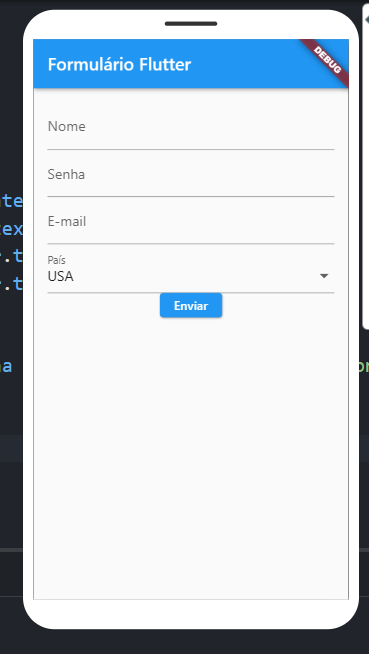 Formulário Flutter
DEBUG
Nome
Senha
E-mail
País
USA
Enviar